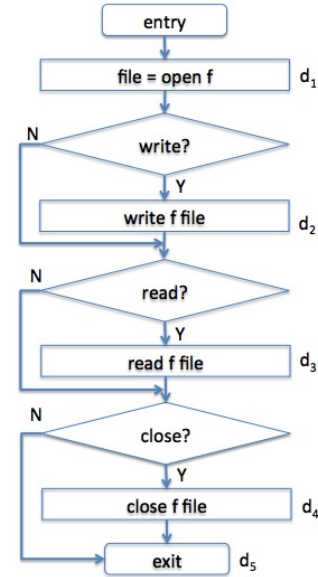 entry
file = open f d1
N
write?
Y
write f file d2
N
read?
Y
read f file d3
N
close?
Y
close f file d4
exit d5